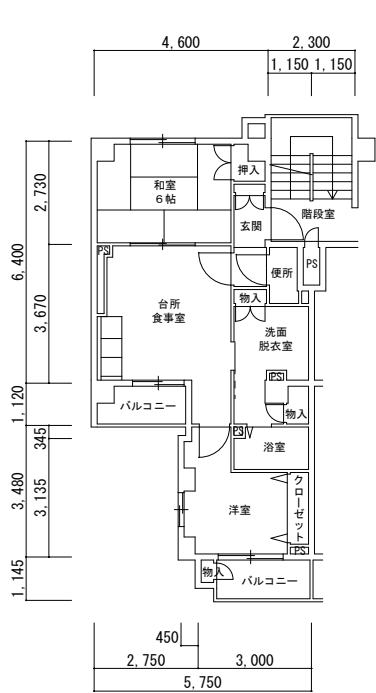 4,600
2,300
1,150
1,150
2,730
6,400
3,670
1,120
345
3,480
3,135
1,145
押入
和室
6帖
玄関
階段室
PS
PS
便所
台所
食事室
物入
洗面
脱衣室
PS
バルコニー
物入
PS
浴室
洋室
クローゼット
PS
物入
バルコニー
450
2,750
3,000
5,750